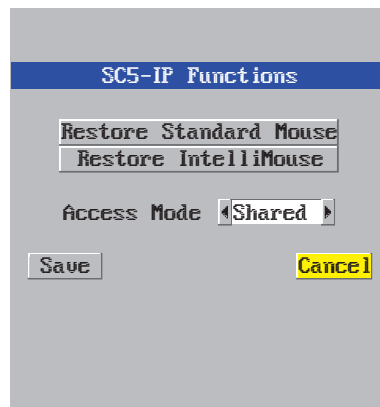 SC5-IP Functions
Restore Standard Mouse
Restore IntelliMouse
Access Mode Shared
Save Cancel